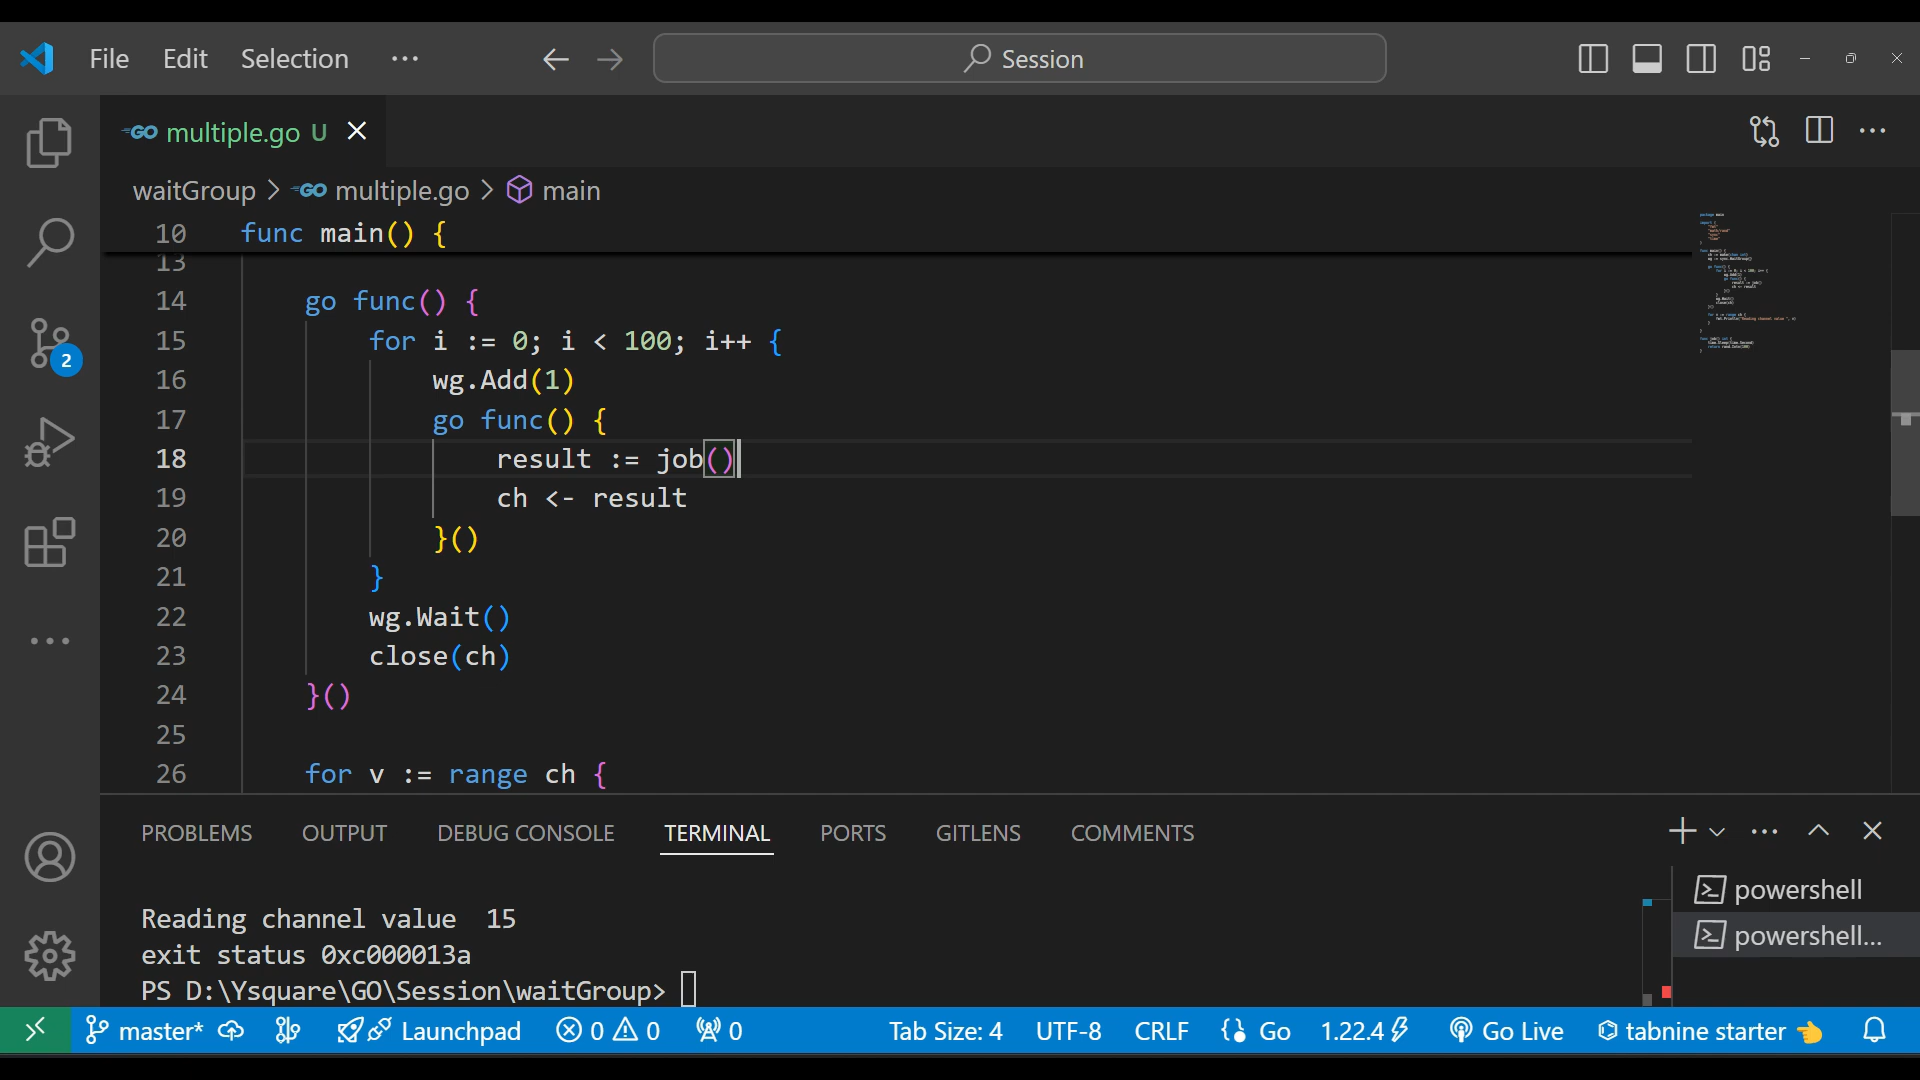 File Edit Selection ··· Session
GO multiple.go U
waitGroup > GO multiple.go > main
10 func main() {
13
14 go func() {
15 for i := 0; i < 100; i++ {
16 wg.Add(1)
17 go func() {
18 result := job()
19 ch <- result
20 }()
21 }
22 wg.Wait()
23 close(ch)
24 }()
25
26 for v := range ch {
2
PROBLEMS OUTPUT DEBUG CONSOLE TERMINAL PORTS GITLENS COMMENTS
Reading channel value  15
exit status 0xc000013a
PS D:\Ysquare\GO\Session\waitGroup>
powershell
powershell...
master* Launchpad 0 0 0 Tab Size: 4 UTF-8 CRLF Go 1.22.4 Go Live tabnine starter 👈